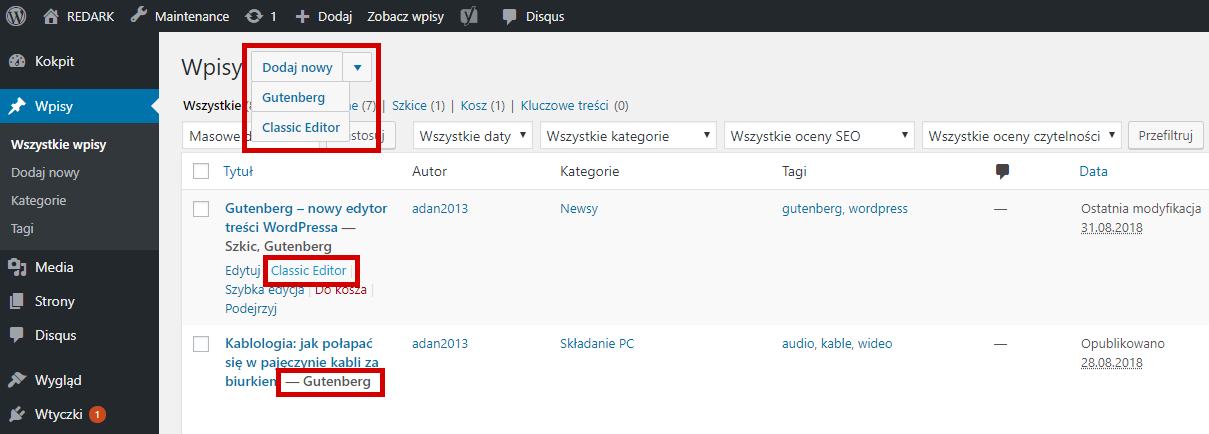 REDARK Maintenance 1 + Dodaj Zobacz wpisy Disqus
Kokpit
Wpisy
Wszystkie wpisy
Dodaj nowy
Kategorie
Tagi
Media
Strony
Disqus
Wygląd
Wtyczki 1
Wpisy Dodaj nowy
Gutenberg
Classic Editor
Wszystkie (7) | Szkice (1) | Kosz (1) | Kluczowe treści (0)
Masowe Wszystkie daty Wszystkie kategorie Wszystkie oceny SEO Wszystkie oceny czytelności Przefiltruj
Tytuł Autor Kategorie Tagi Data
Gutenberg – nowy edytor adan2013 Newsy gutenberg, wordpress — Ostatnia modyfikacja
treści WordPressa — 31.08.2018
Szkic, Gutenberg
Edytuj | Classic Editor |
Szybka edycja | Do kosza |
Podejrzyj
Kablologia: jak połapać adan2013 Składanie PC audio, kable, wideo — Opublikowano
się w pajęczynie kabli za 28.08.2018
biurkiem — Gutenberg